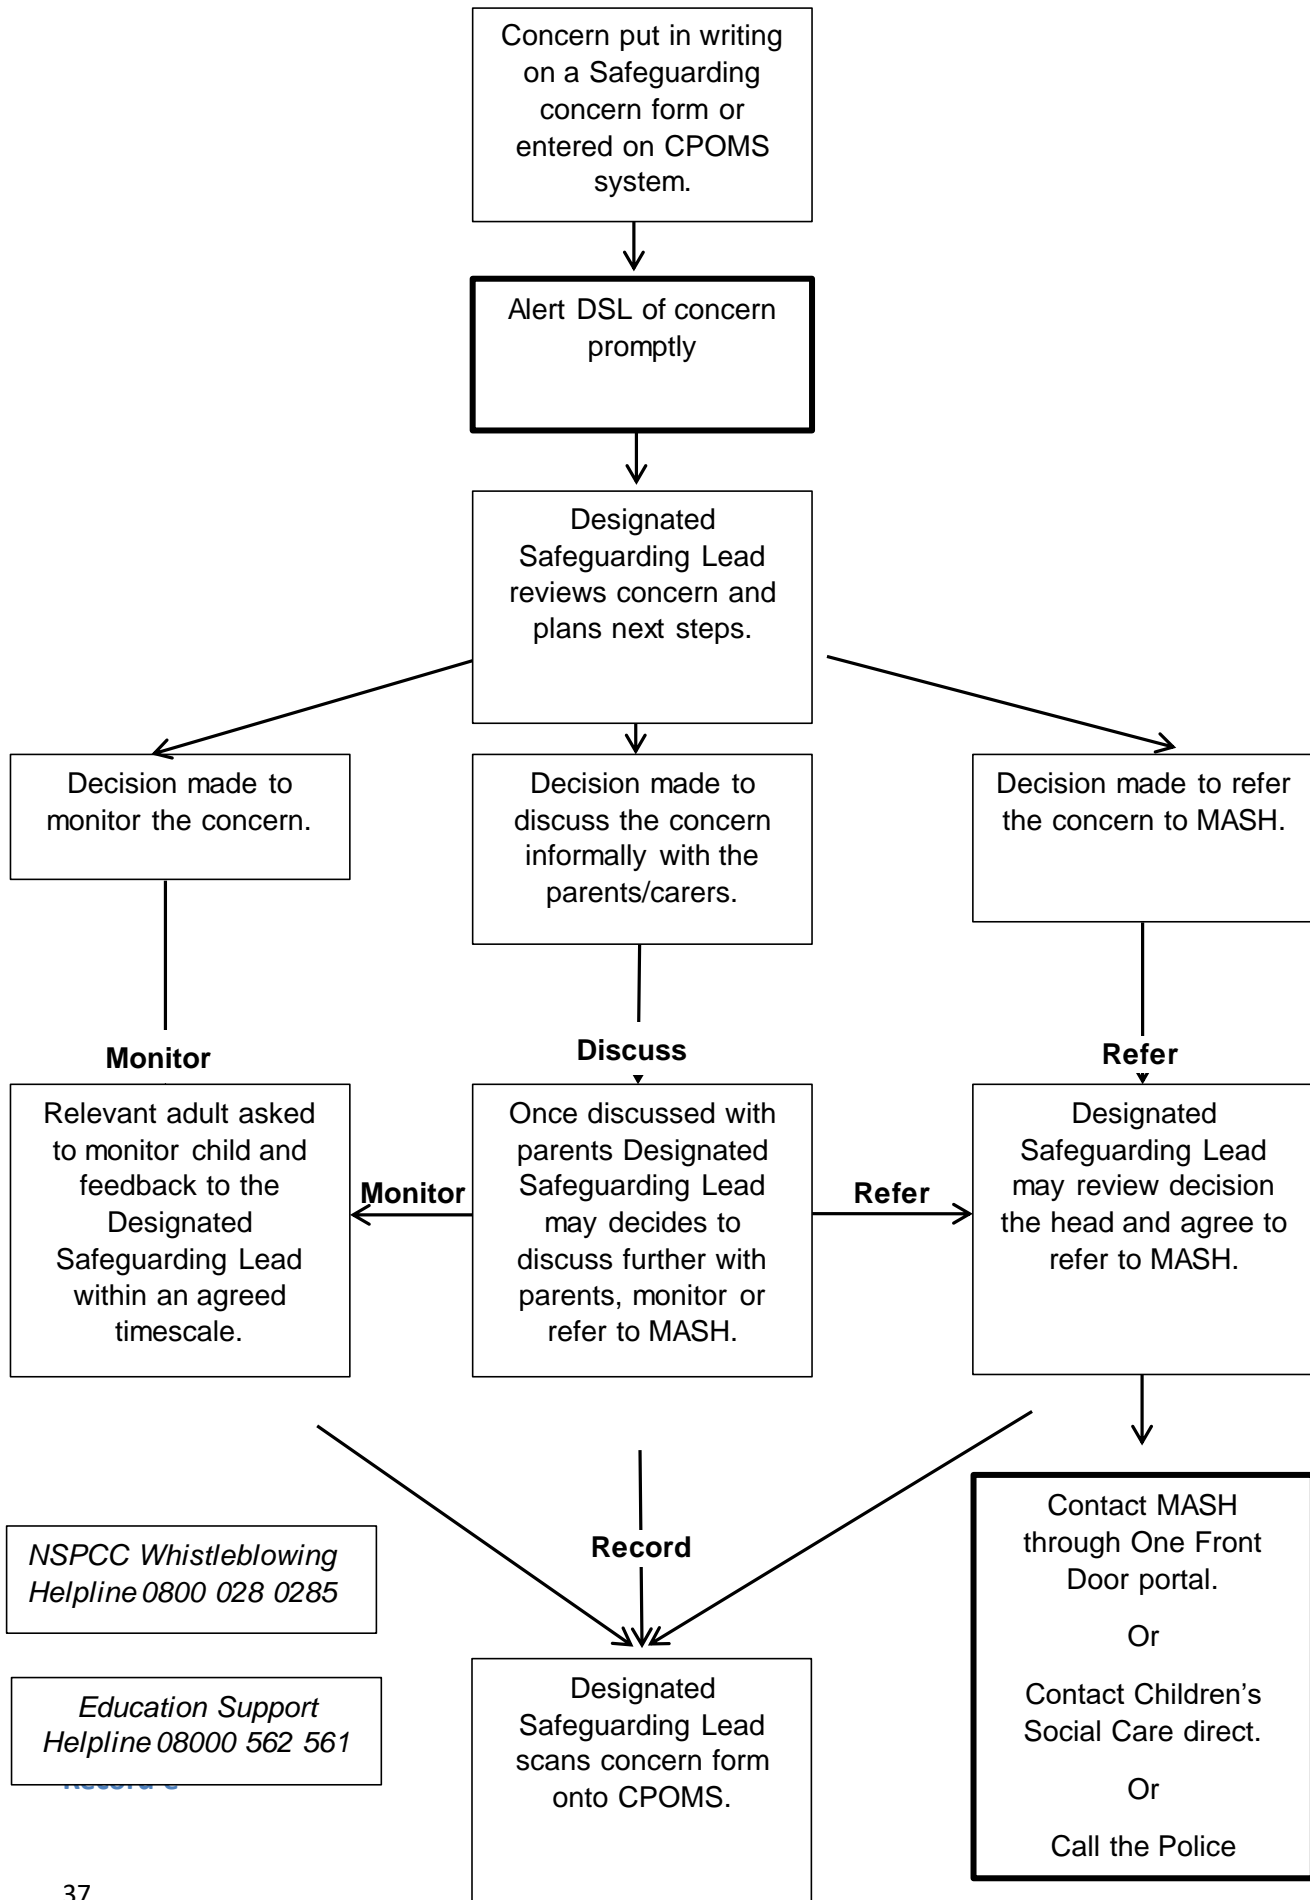 Concern put in writing
on a Safeguarding
concern form or
entered on CPOMS
system.
Alert DSL of concern
promptly
Designated
Safeguarding Lead
reviews concern and
plans next steps.
Decision made to
monitor the concern.
Decision made to
discuss the concern
informally with the
parents/carers.
Decision made to refer
the concern to MASH.
Monitor
Discuss
Refer
Relevant adult asked
to monitor child and
feedback to the
Designated
Safeguarding Lead
within an agreed
timescale.
Monitor
Once discussed with
parents Designated
Safeguarding Lead
may decides to
discuss further with
parents, monitor or
refer to MASH.
Refer
Designated
Safeguarding Lead
may review decision
the head and agree to
refer to MASH.
Record
NSPCC Whistleblowing
Helpline 0800 028 0285
Education Support
Helpline 08000 562 561
Designated
Safeguarding Lead
scans concern form
onto CPOMS.
Contact MASH
through One Front
Door portal.
Or
Contact Children's
Social Care direct.
Or
Call the Police
37